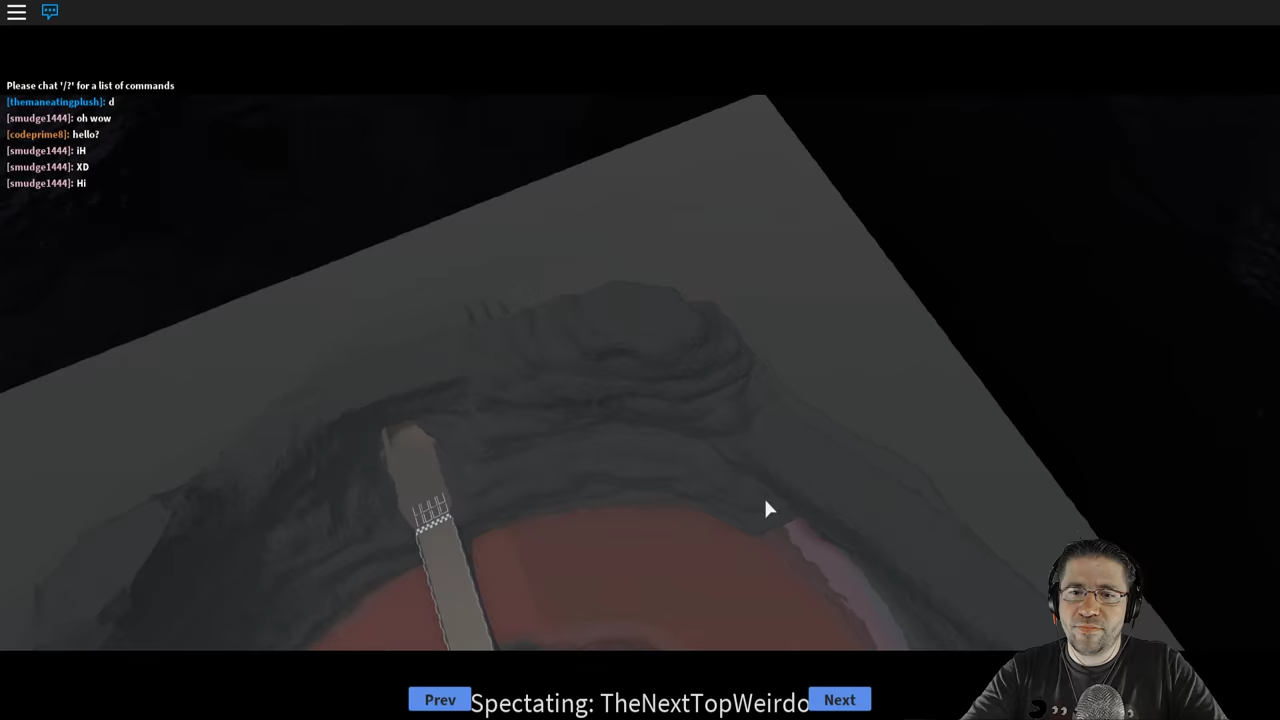 Please chat '/?' for a list of commands
[themaneatingplush]: d
[smudge1444]: oh wow
[codeprime8]: hello?
[smudge1444]: iH
[smudge1444]: XD
[smudge1444]: Hi
Prev Spectating: TheNextTopWeirdo Next